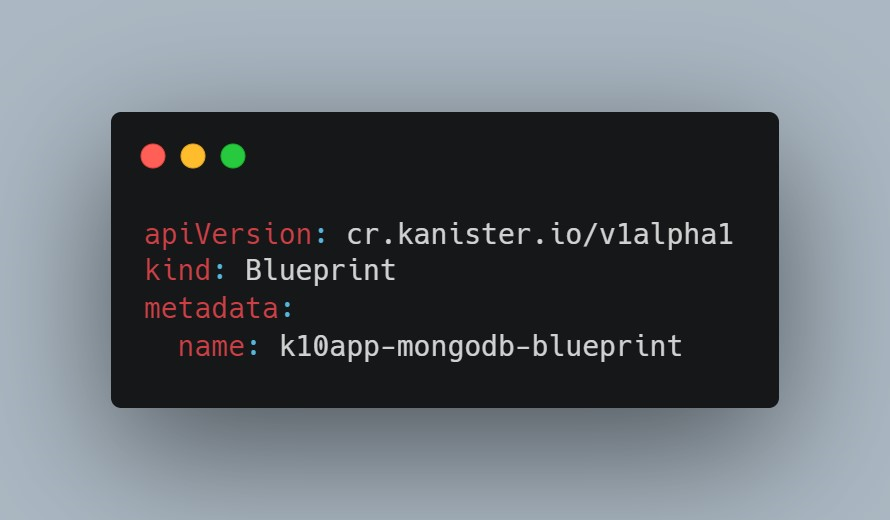 apiVersion: cr.kanister.io/v1alpha1
kind: Blueprint
metadata:
  name: k10app-mongodb-blueprint